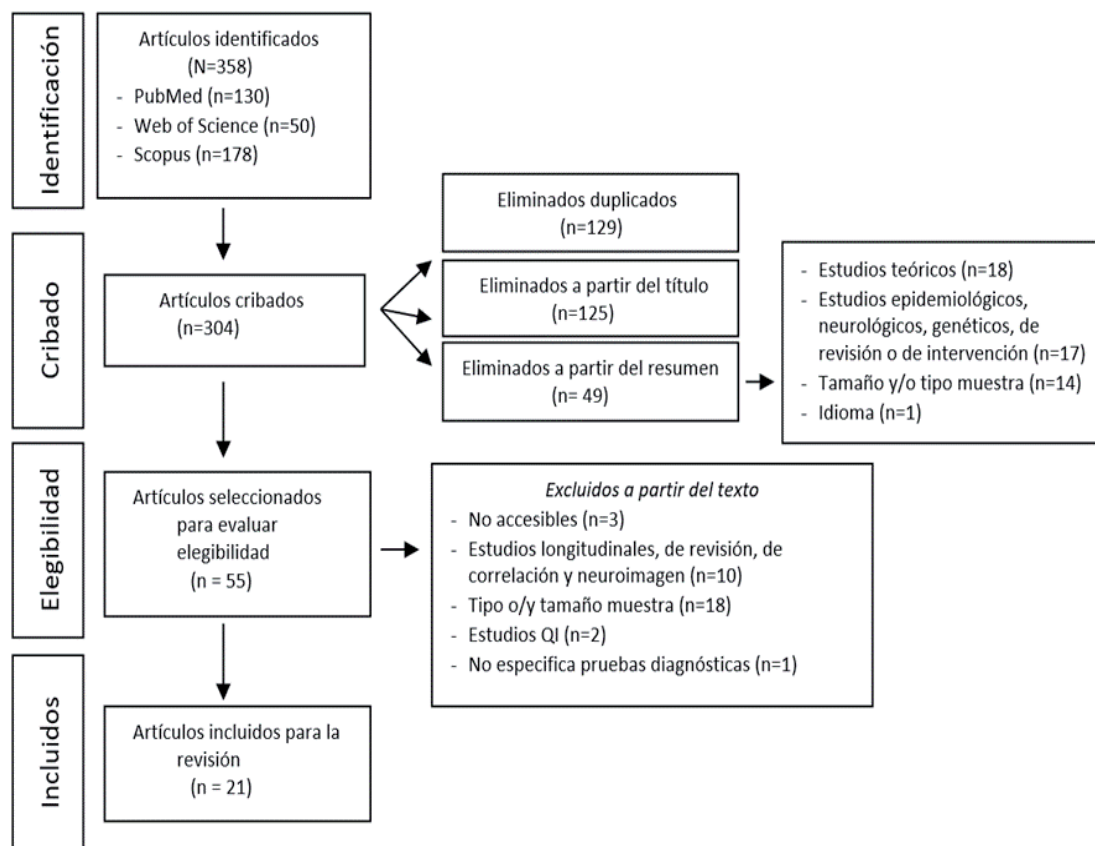 Identificación
Artículos identificados
(N=358)
- PubMed (n=130)
- Web of Science (n=50)
- Scopus (n=178)
Cribado
Artículos cribados
(n=304)
Eliminados duplicados
(n=129)
Eliminados a partir del título
(n=125)
Eliminados a partir del resumen
(n= 49)
- Estudios teóricos (n=18)
- Estudios epidemiológicos,
neurológicos, genéticos, de
revisión o de intervención (n=17)
- Tamaño y/o tipo muestra (n=14)
- Idioma (n=1)
Elegibilidad
Artículos seleccionados
para evaluar
elegibilidad
(n = 55)
Excluidos a partir del texto
- No accesibles (n=3)
- Estudios longitudinales, de revisión, de
correlación y neuroimagen (n=10)
- Tipo o/y tamaño muestra (n=18)
- Estudios QI (n=2)
- No especifica pruebas diagnósticas (n=1)
Incluidos
Artículos incluidos para la
revisión
(n = 21)